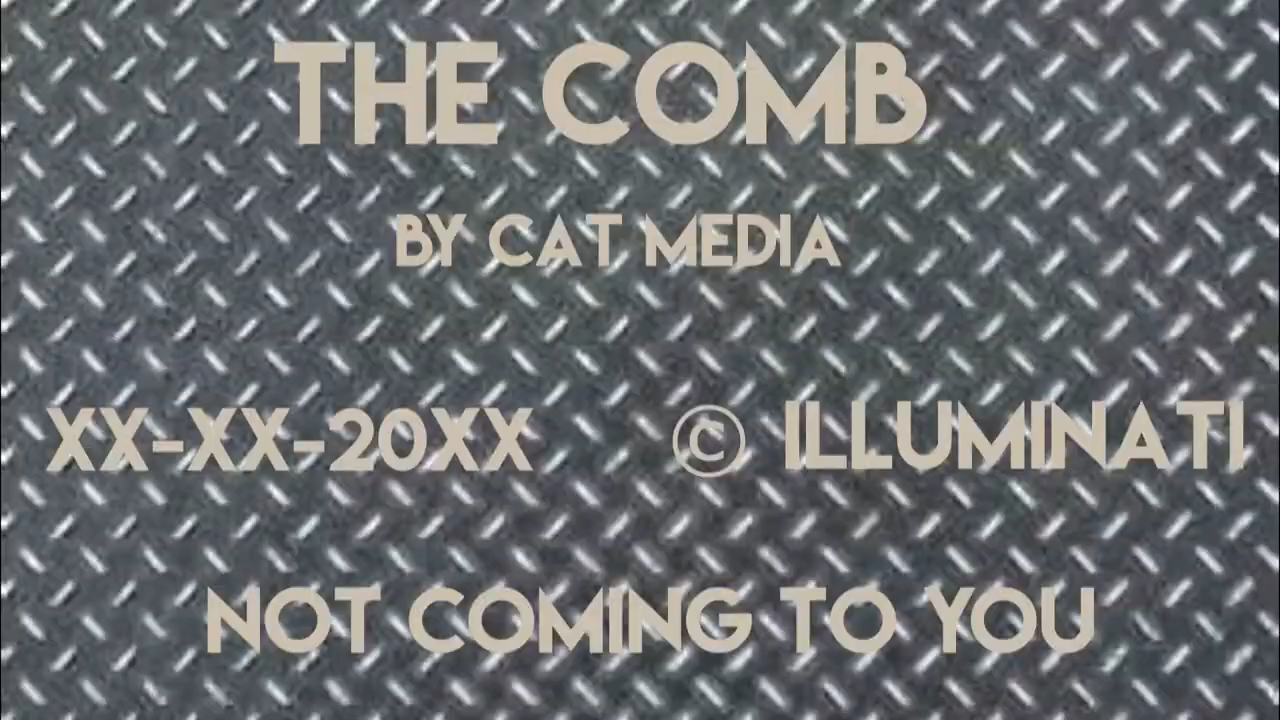 THE COMB
BY CAT MEDIA
XX-XX-20XX © ILLUMINATI
NOT COMING TO YOU